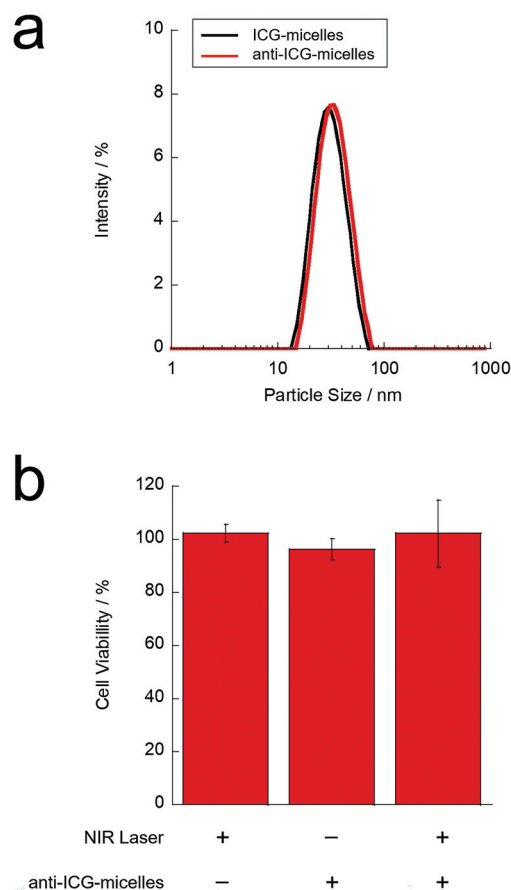 a
10
8
6
4
2
0
Intensity / %
ICG-micelles
anti-ICG-micelles
1 10 100 1000
Particle Size / nm
b
120
100
80
60
40
20
0
Cell Viabillity / %
NIR Laser + − +
anti-ICG-micelles − + +